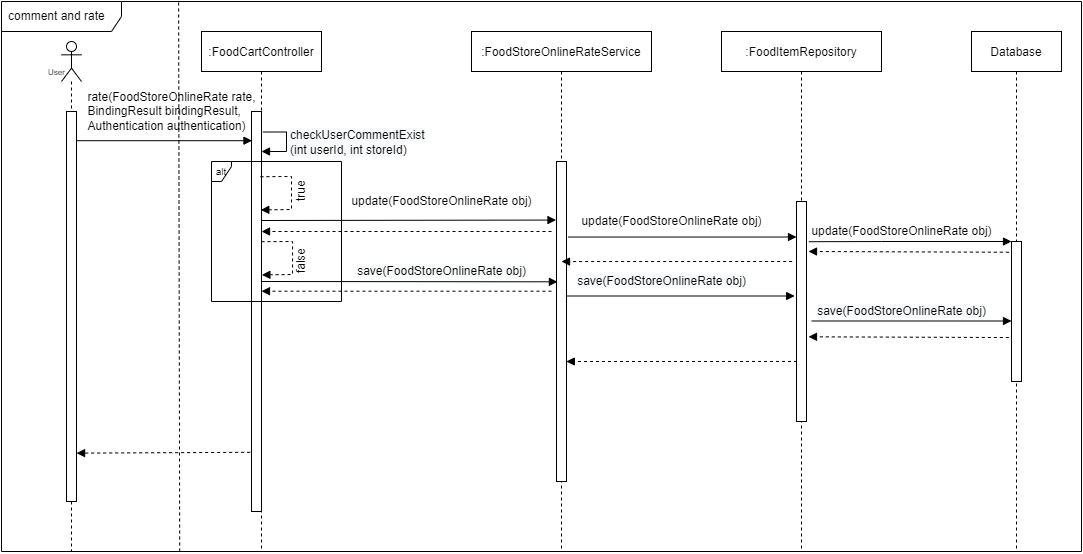 comment and rate
:FoodCartController
:FoodStoreOnlineRateService
:FoodItemRepository
Database
User
rate(FoodStoreOnlineRate rate,
BindingResult bindingResult,
Authentication authentication)
checkUserCommentExist
(int userId, int storeId)
alt
true
update(FoodStoreOnlineRate obj)
update(FoodStoreOnlineRate obj)
update(FoodStoreOnlineRate obj)
false
save(FoodStoreOnlineRate obj)
save(FoodStoreOnlineRate obj)
save(FoodStoreOnlineRate obj)